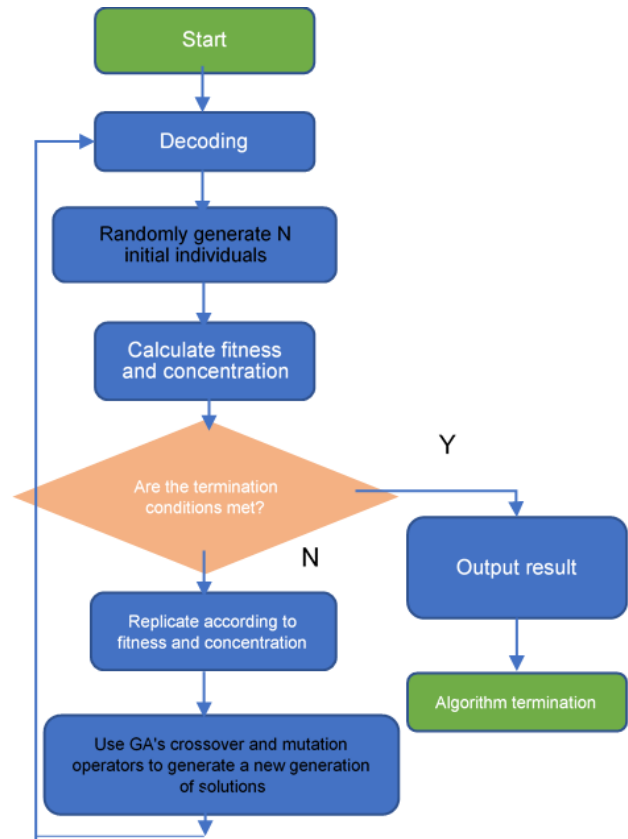 Start
Decoding
Randomly generate N
initial individuals
Calculate fitness
and concentration
Y
Are the termination
conditions met?
N
Output result
Replicate according to
fitness and concentration
Algorithm termination
Use GA's crossover and mutation
operators to generate a new generation
of solutions